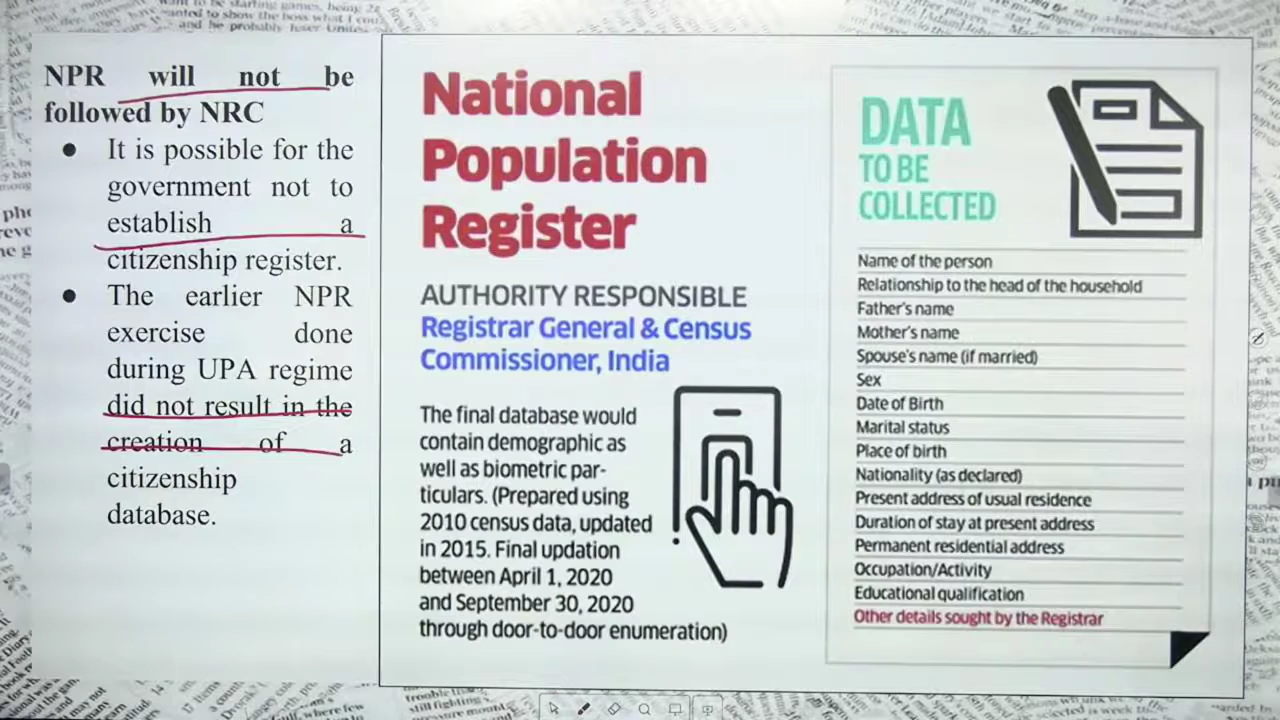 NPR will not be
followed by NRC
● It is possible for the
government not to
establish a
citizenship register.
● The earlier NPR
exercise done
during UPA regime
did not result in the
creation of a
citizenship
database.
National
Population
Register
AUTHORITY RESPONSIBLE
Registrar General & Census
Commissioner, India
The final database would
contain demographic as
well as biometric par-
ticulars. (Prepared using
2010 census data, updated
in 2015. Final updation
between April 1, 2020
and September 30, 2020
through door-to-door enumeration)
DATA
TO BE
COLLECTED
Name of the person
Relationship to the head of the household
Father's name
Mother's name
Spouse's name (if married)
Sex
Date of Birth
Marital status
Place of birth
Nationality (as declared)
Present address of usual residence
Duration of stay at present address
Permanent residential address
Occupation/Activity
Educational qualification
Other details sought by the Registrar